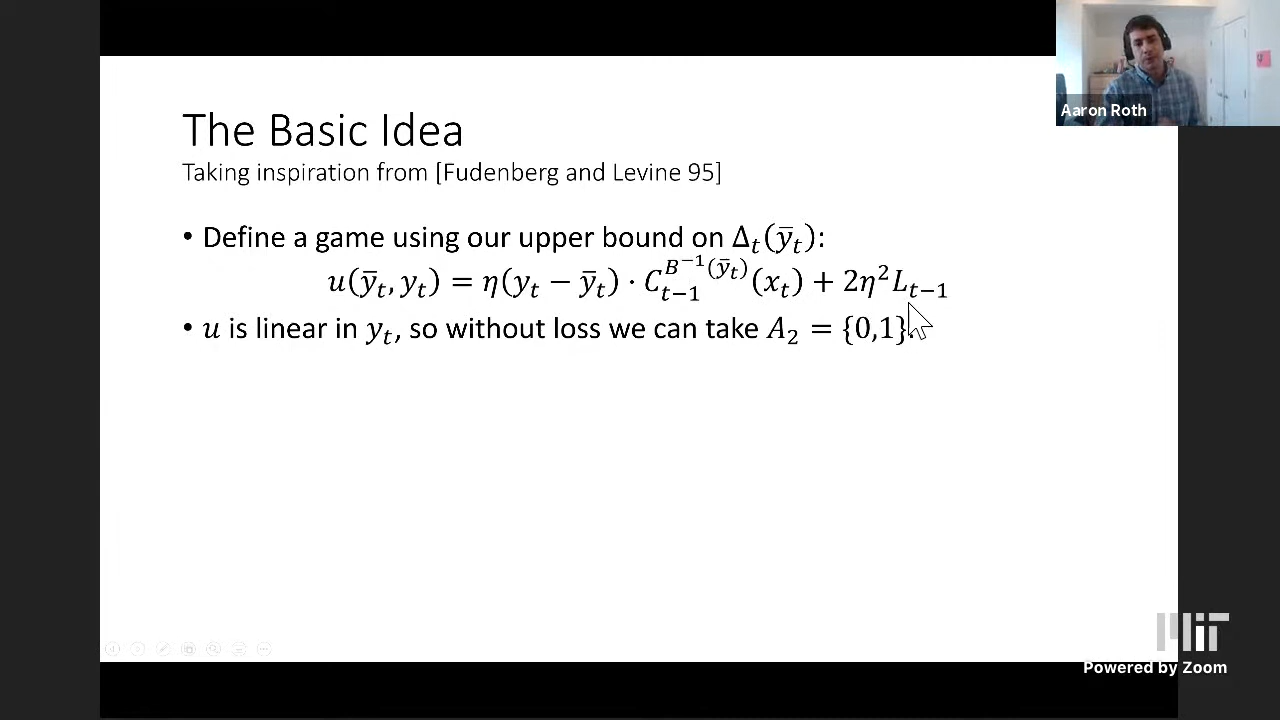 Aaron Roth
The Basic Idea
Taking inspiration from [Fudenberg and Levine 95]
• Define a game using our upper bound on Δ_t(ȳ_t):
u(ȳ_t, y_t) = η(y_t − ȳ_t) · C_{t−1}^{B^{−1}(ȳ_t)}(x_t) + 2η²L_{t−1}
• u is linear in y_t, so without loss we can take A_2 = {0,1}.
MIT
Powered by Zoom